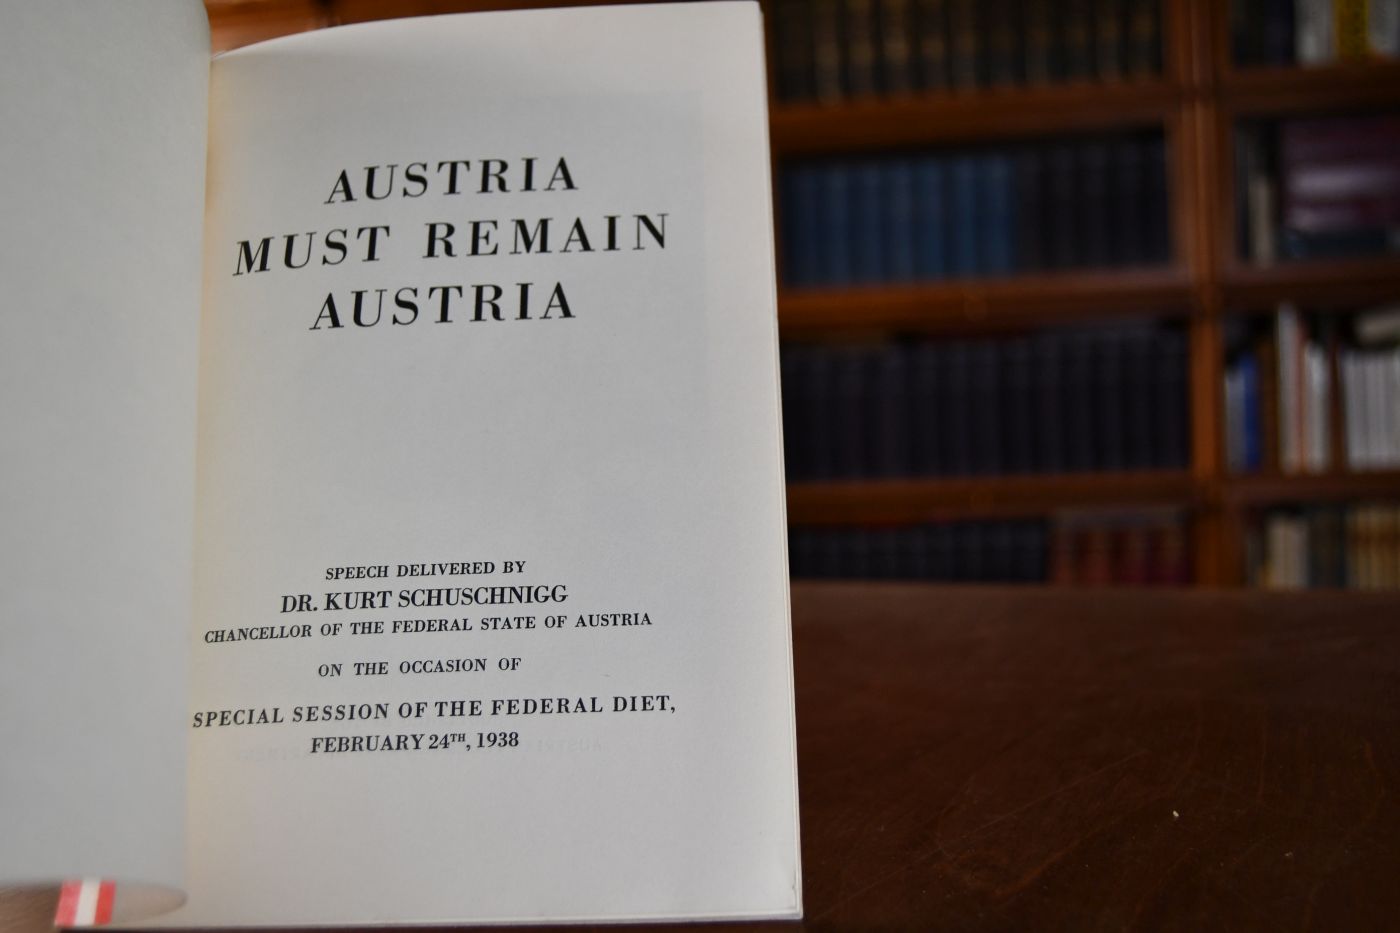 AUSTRIA
MUST REMAIN
AUSTRIA
SPEECH DELIVERED BY
DR. KURT SCHUSCHNIGG
CHANCELLOR OF THE FEDERAL STATE OF AUSTRIA
ON THE OCCASION OF
SPECIAL SESSION OF THE FEDERAL DIET,
FEBRUARY 24TH, 1938